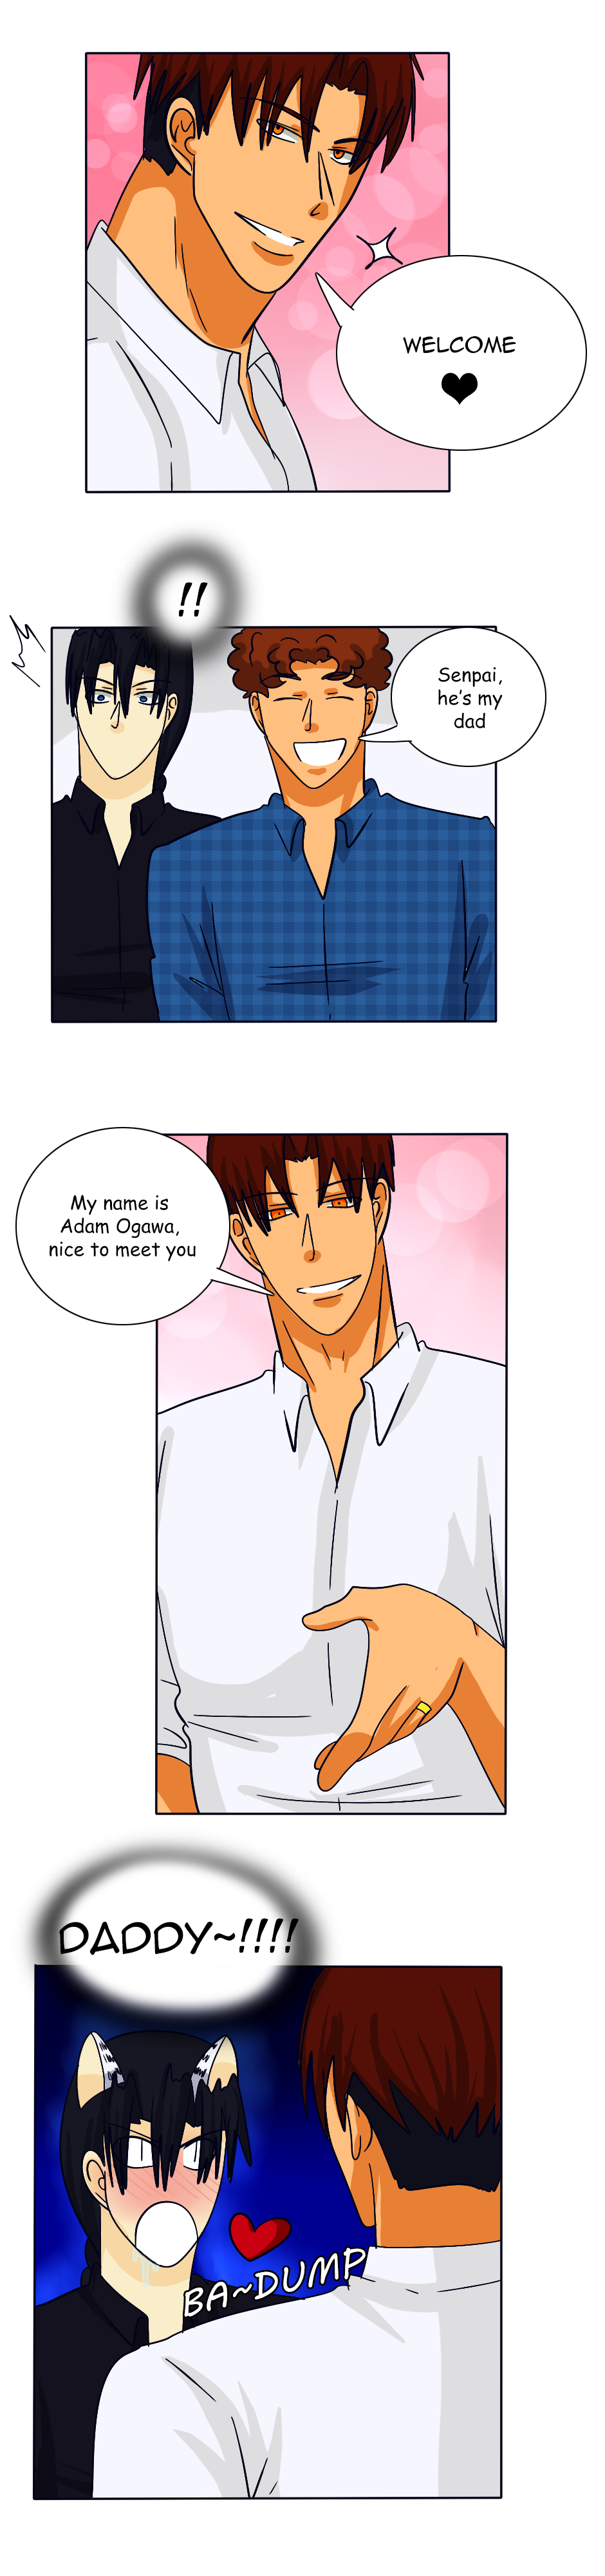 WELCOME
❤
!!
Senpai,
he's my
dad
My name is
Adam Ogawa,
nice to meet you
DADDY~!!!!
BA~DUMP